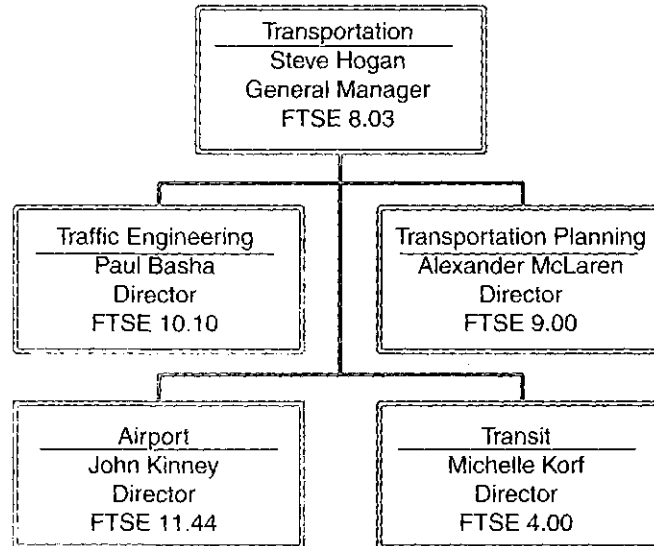 Transportation
Steve Hogan
General Manager
FTSE 8.03
Traffic Engineering
Paul Basha
Director
FTSE 10.10
Transportation Planning
Alexander McLaren
Director
FTSE 9.00
Airport
John Kinney
Director
FTSE 11.44
Transit
Michelle Korf
Director
FTSE 4.00